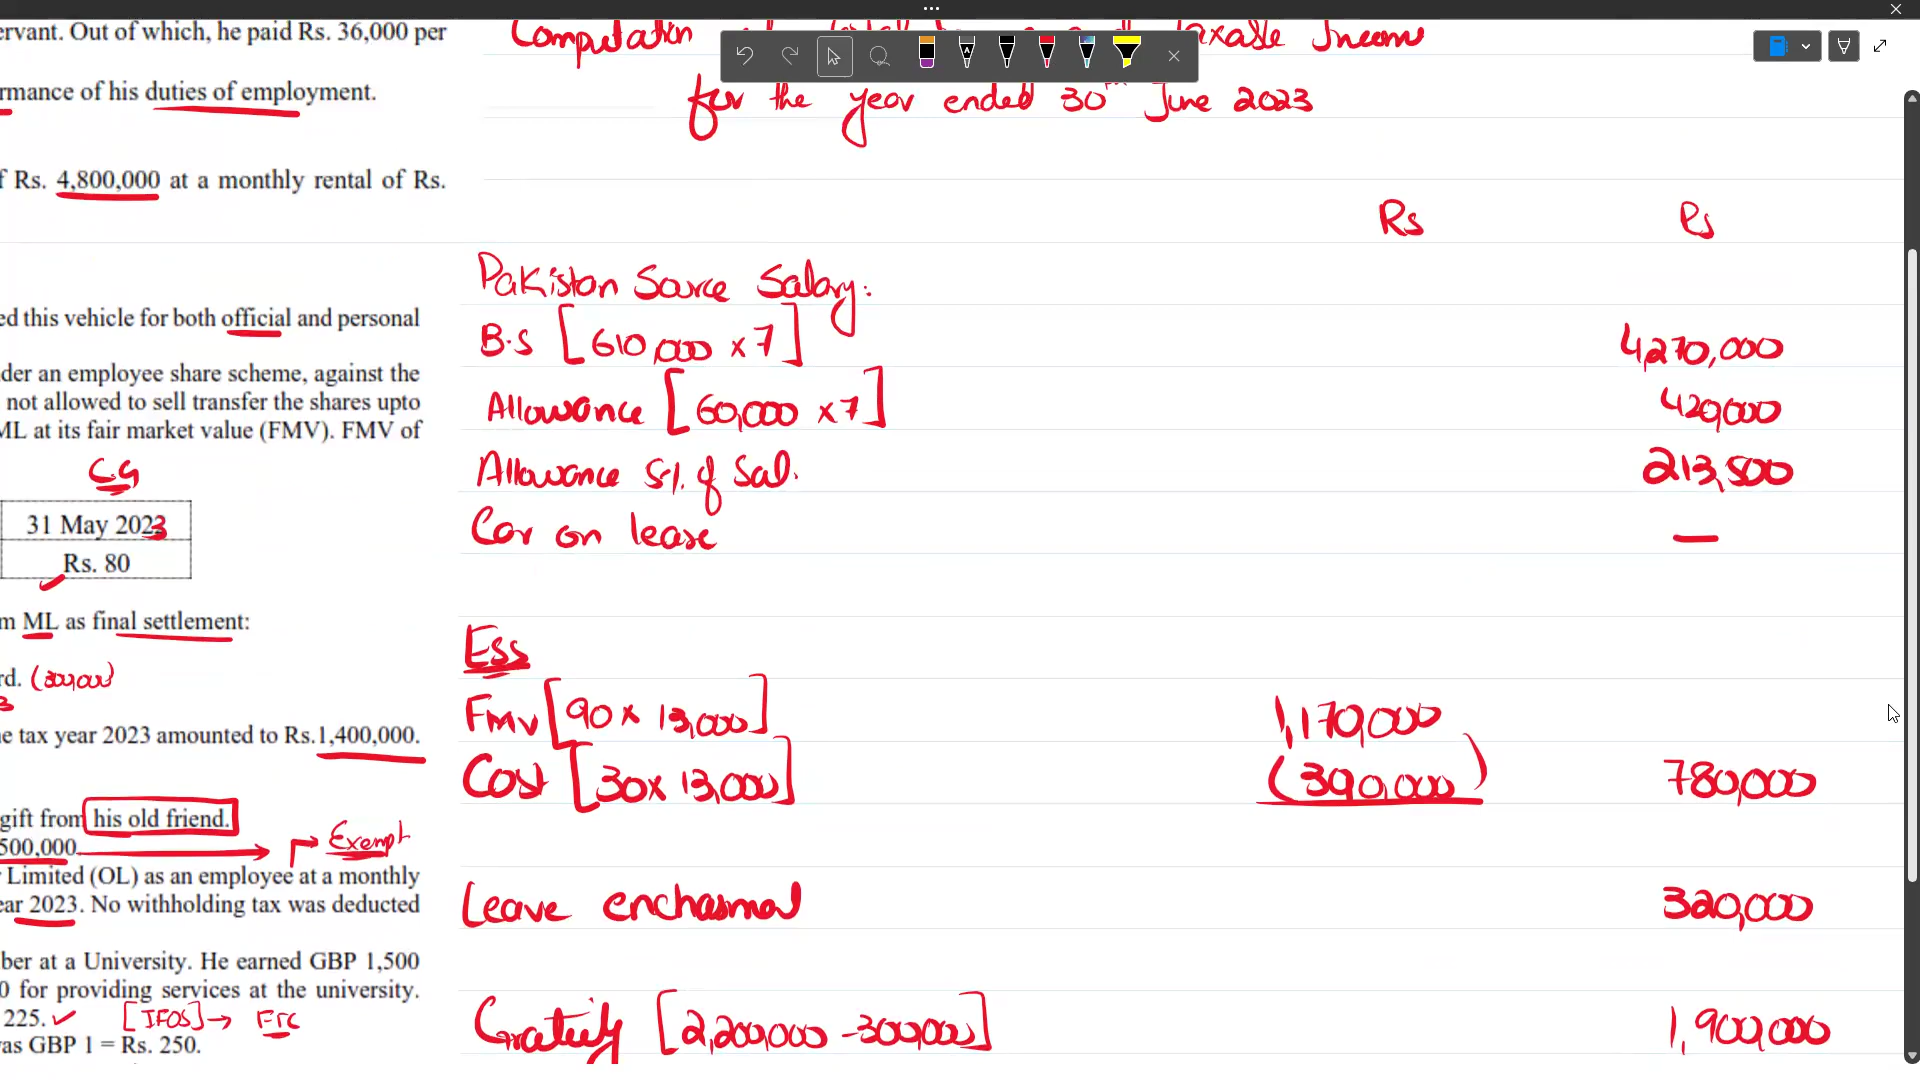 ervant. Out of which, he paid Rs. 36,000 per
rmance of his duties of employment.
f Rs. 4,800,000 at a monthly rental of Rs.
ed this vehicle for both official and personal
der an employee share scheme, against the
not allowed to sell transfer the shares upto
ML at its fair market value (FMV). FMV of
C.G
31 May 2023
Rs. 80
m ML as final settlement:
rd. (300,000)
e tax year 2023 amounted to Rs.1,400,000.
gift from his old friend.
500,000
Exempt
Limited (OL) as an employee at a monthly
ear 2023. No withholding tax was deducted
ber at a University. He earned GBP 1,500
0 for providing services at the university.
225. [IFOS] → FTC
as GBP 1 = Rs. 250.
Computation Taxable Income
for the year ended 30th June 2023
Rs Rs
Pakistan Source Salary:
B.S [610,000 x 7] 4,270,000
Allowance [60,000 x 7] 420,000
Allowance 5% of Sal. 213,500
Car on lease —
ESS
FMV [90 x 13,000] 1,170,000
Cost [30 x 13,000] (390,000) 780,000
Leave encashment 320,000
Gratuity [2,200,000 - 300,000] 1,900,000